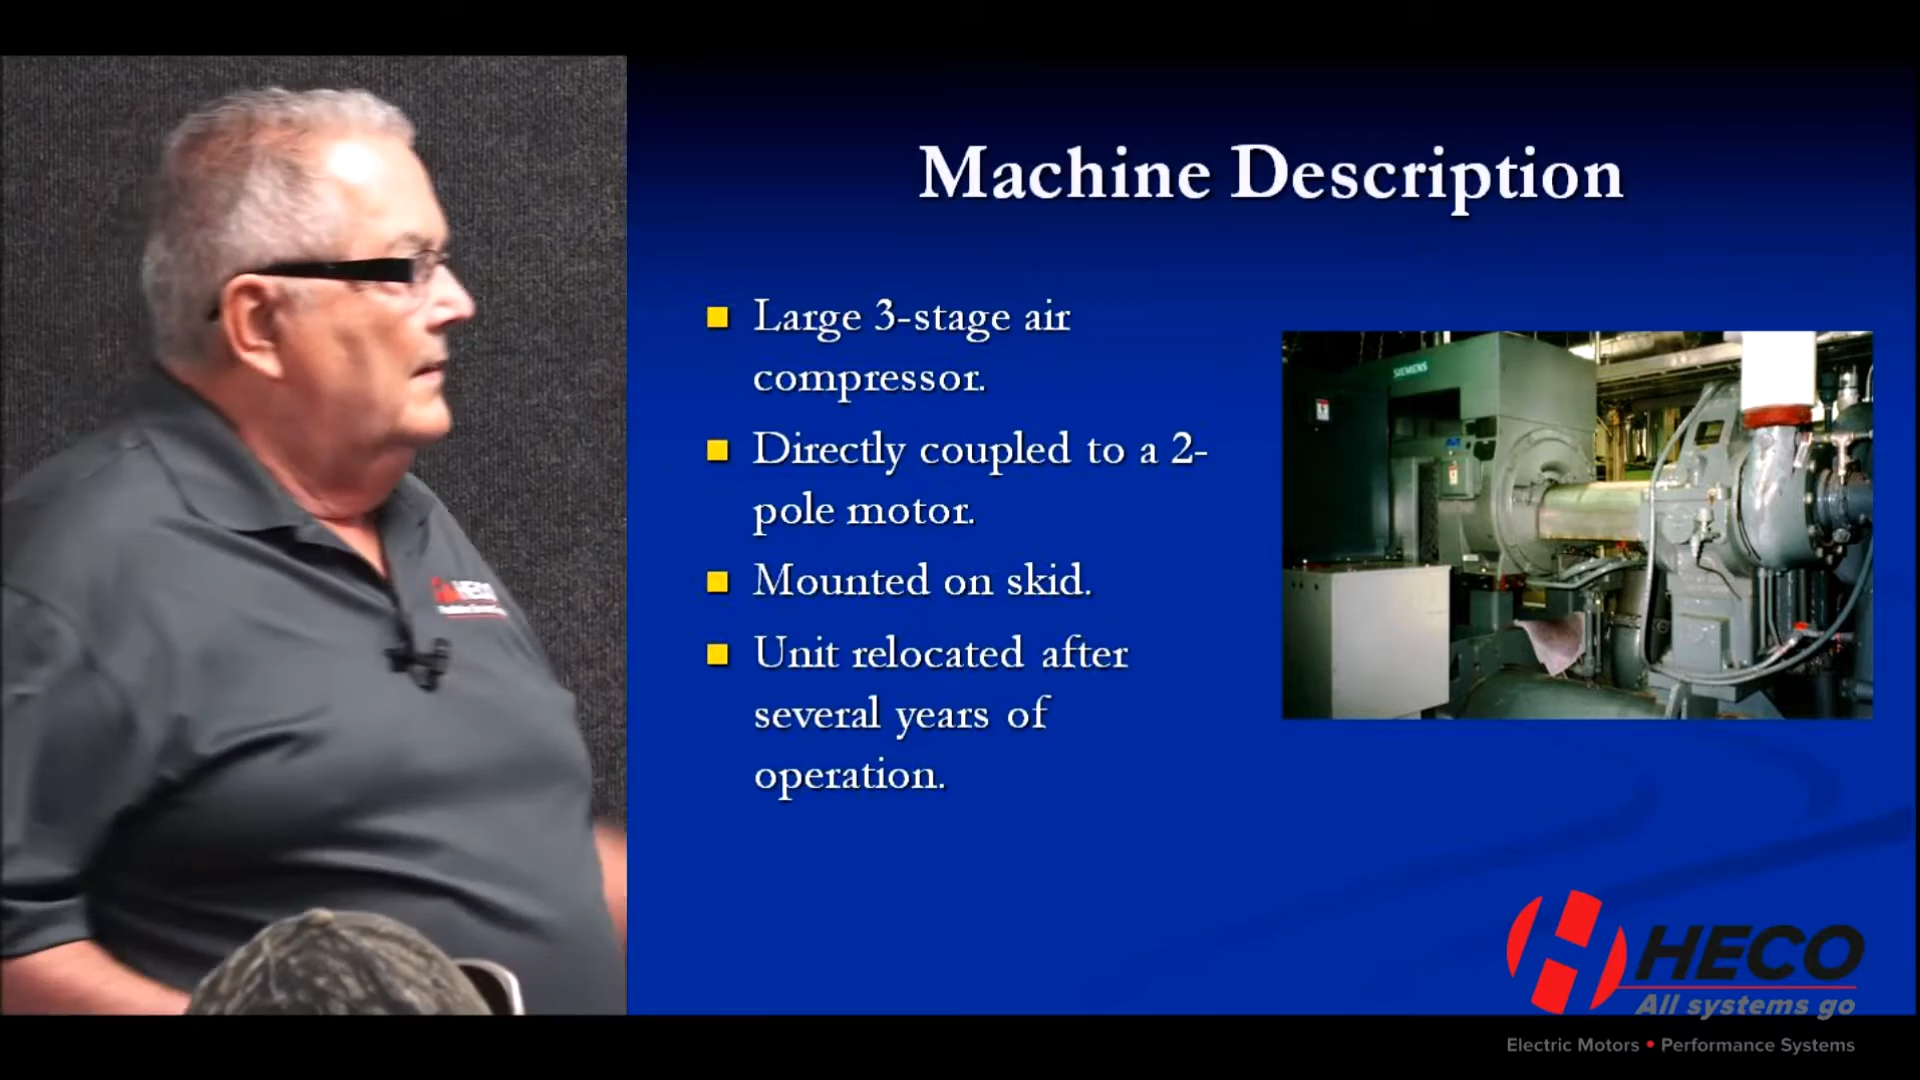 Machine Description
Large 3-stage air
compressor.
Directly coupled to a 2-
pole motor.
Mounted on skid.
Unit relocated after
several years of
operation.
SIEMENS
HECO
HECO
All systems go
Electric Motors • Performance Systems